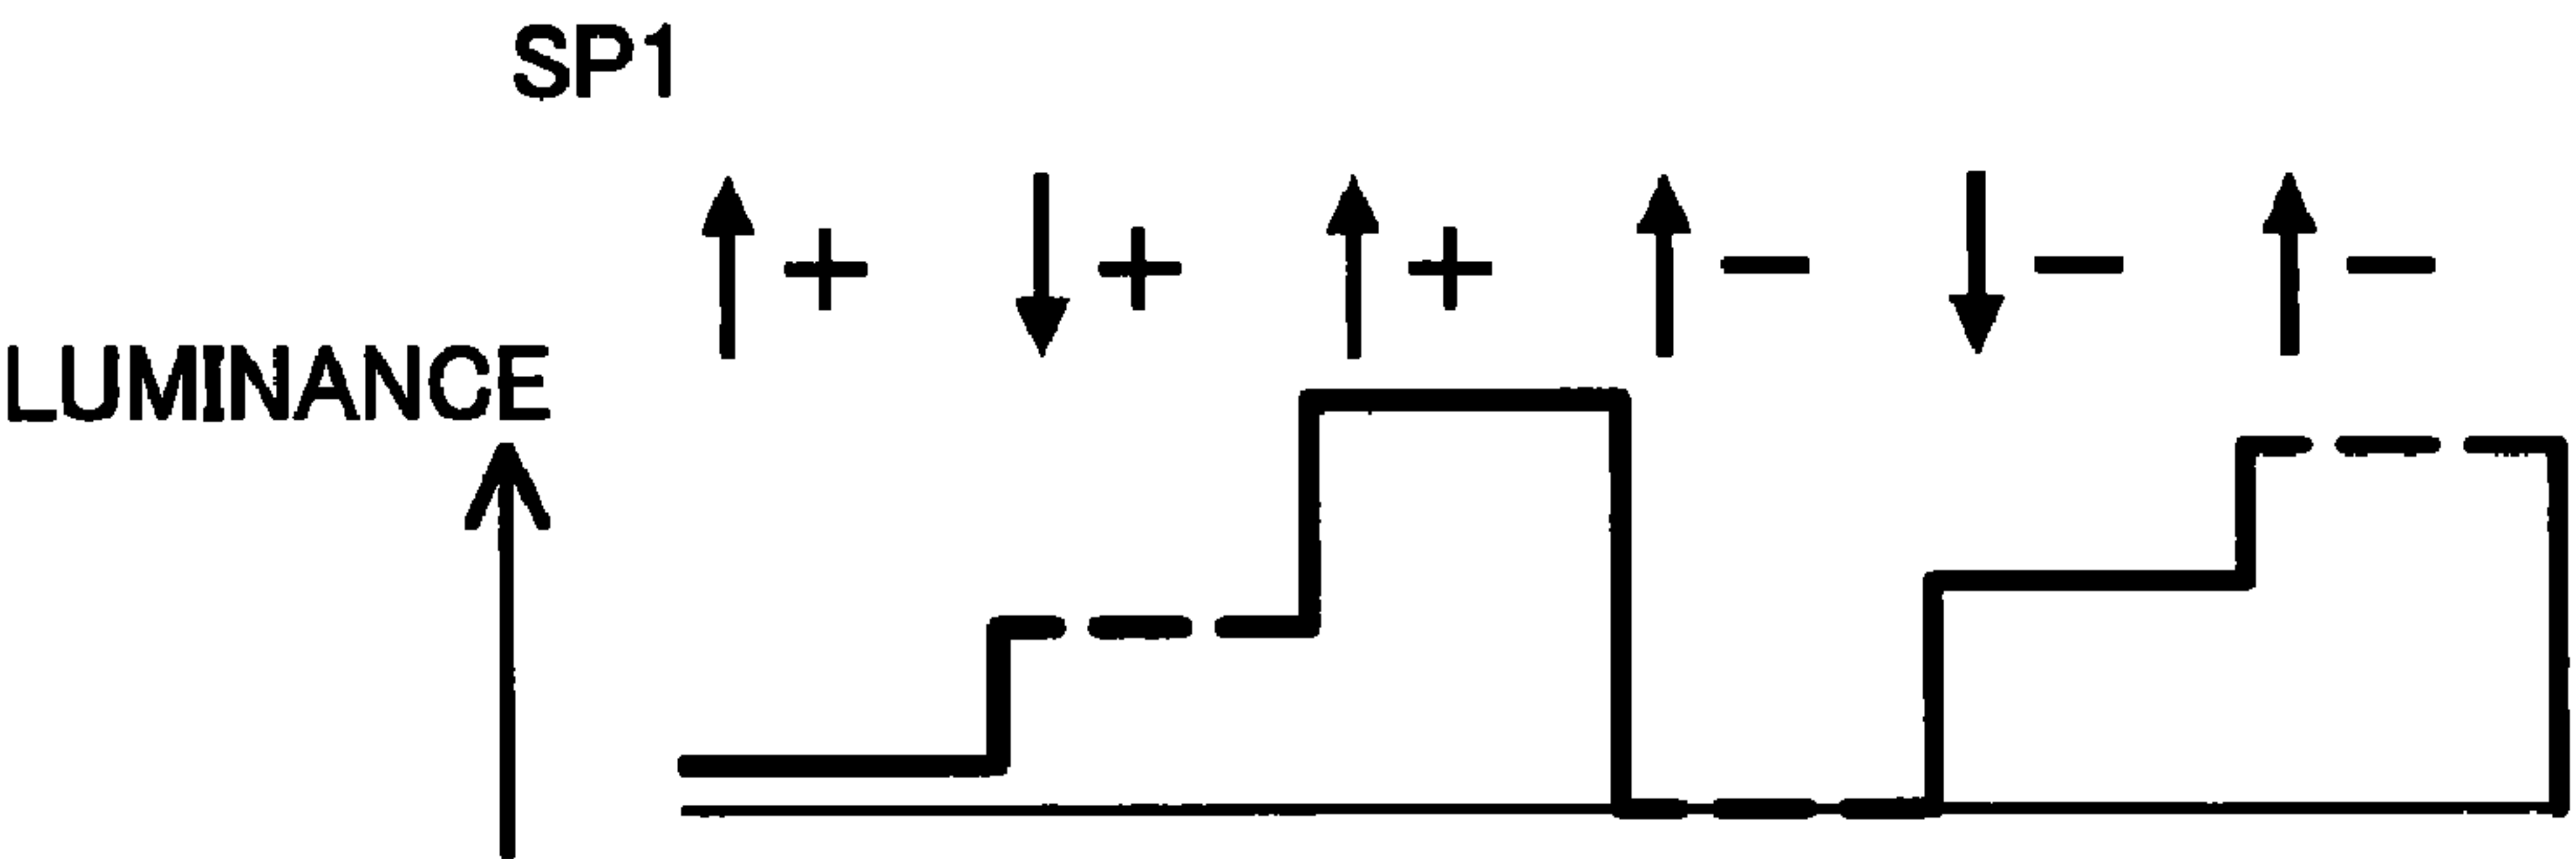 SP1
↑+ ↓+ ↑+ ↑− ↓− ↑−
LUMINANCE